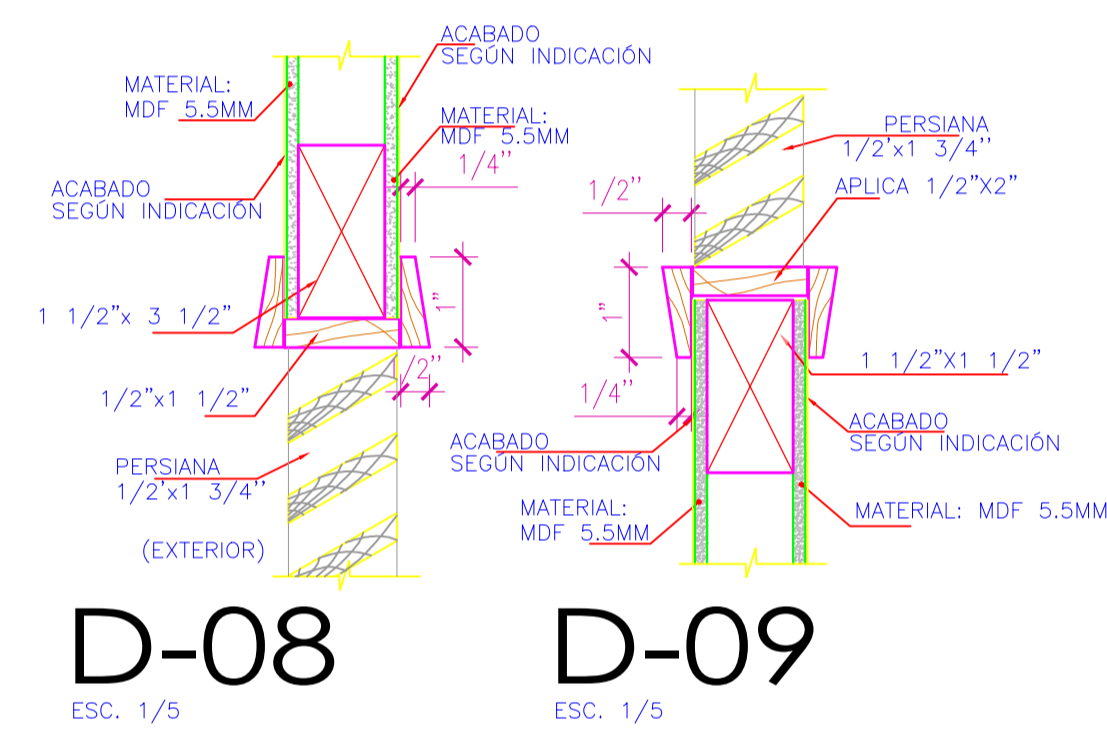 ACABADO
SEGÚN INDICACIÓN
MATERIAL:
MDF 5.5MM
MATERIAL:
MDF 5.5MM
1/4''
ACABADO
SEGÚN INDICACIÓN
1 1/2"x 3 1/2"
1"
1/2"x1 1/2"
/2''
PERSIANA
1/2'x1 3/4''
(EXTERIOR)
D-08
ESC. 1/5
PERSIANA
1/2'x1 3/4''
APLICA 1/2"X2"
1/2''
1"
1 1/2"X1 1/2"
1/4''
ACABADO
SEGÚN INDICACIÓN
ACABADO
SEGÚN INDICACIÓN
MATERIAL:
MDF 5.5MM
MATERIAL: MDF 5.5MM
D-09
ESC. 1/5